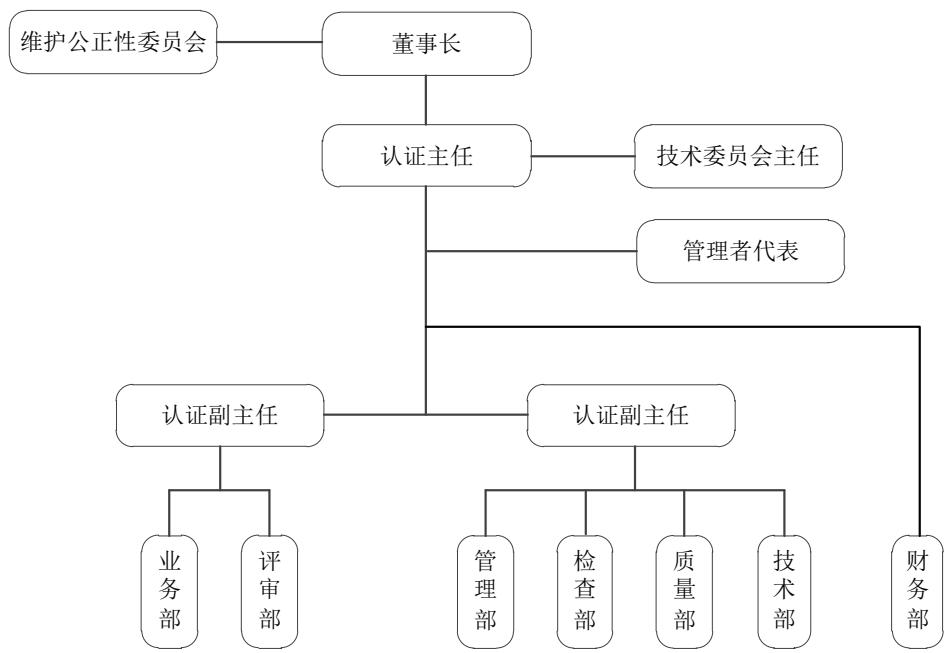 维护公正性委员会
董事长
认证主任
技术委员会主任
管理者代表
认证副主任
认证副主任
业务部
评审部
管理部
检查部
质量部
技术部
财务部